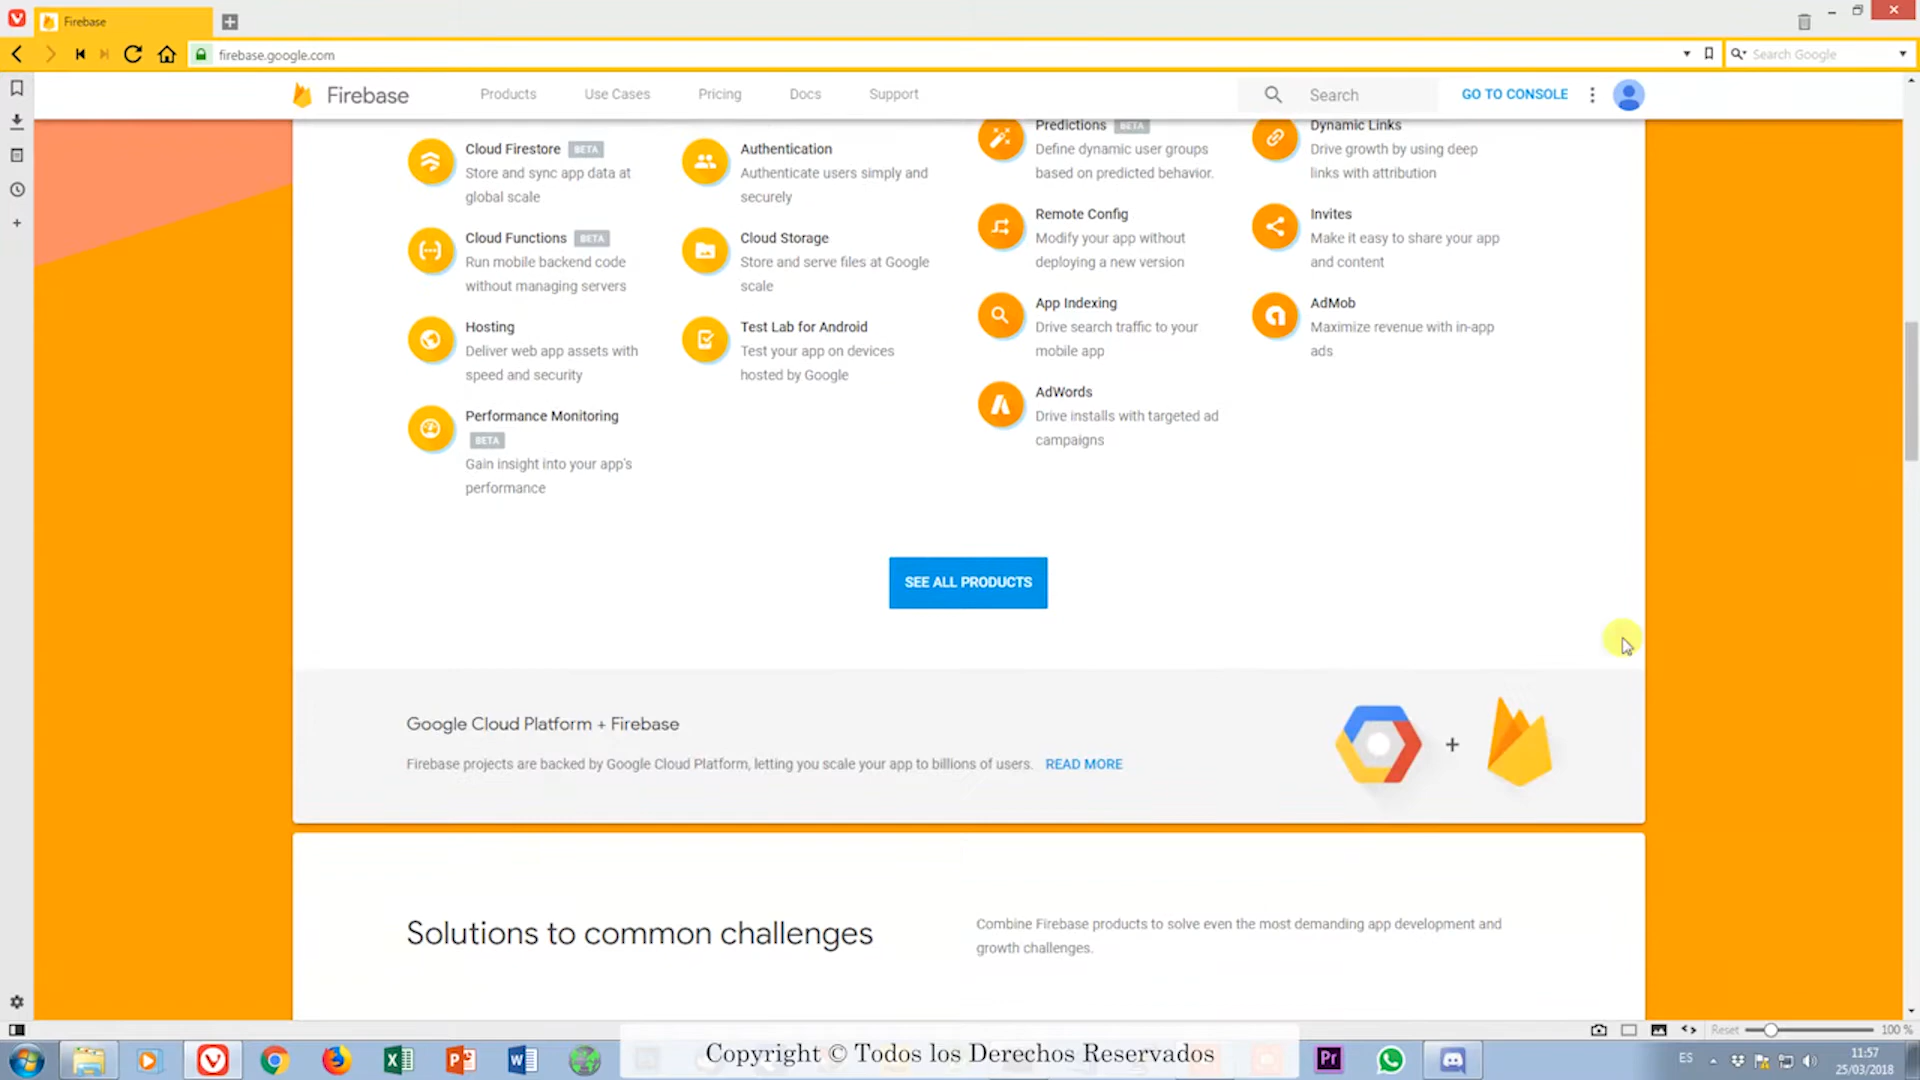 Firebase
firebase.google.com
Search Google
Firebase
Products
Use Cases
Pricing
Docs
Support
Search
GO TO CONSOLE
Cloud Firestore BETA
Store and sync app data at
global scale
Cloud Functions BETA
Run mobile backend code
without managing servers
Hosting
Deliver web app assets with
speed and security
Performance Monitoring
BETA
Gain insight into your app's
performance
Authentication
Authenticate users simply and
securely
Cloud Storage
Store and serve files at Google
scale
Test Lab for Android
Test your app on devices
hosted by Google
Predictions BETA
Define dynamic user groups
based on predicted behavior.
Remote Config
Modify your app without
deploying a new version
App Indexing
Drive search traffic to your
mobile app
AdWords
Drive installs with targeted ad
campaigns
Dynamic Links
Drive growth by using deep
links with attribution
Invites
Make it easy to share your app
and content
AdMob
Maximize revenue with in-app
ads
SEE ALL PRODUCTS
Google Cloud Platform + Firebase
Firebase projects are backed by Google Cloud Platform, letting you scale your app to billions of users. READ MORE
+
Solutions to common challenges
Combine Firebase products to solve even the most demanding app development and
growth challenges.
Reset
100 %
Copyright © Todos los Derechos Reservados
Pr
ES
11:57
25/03/2018